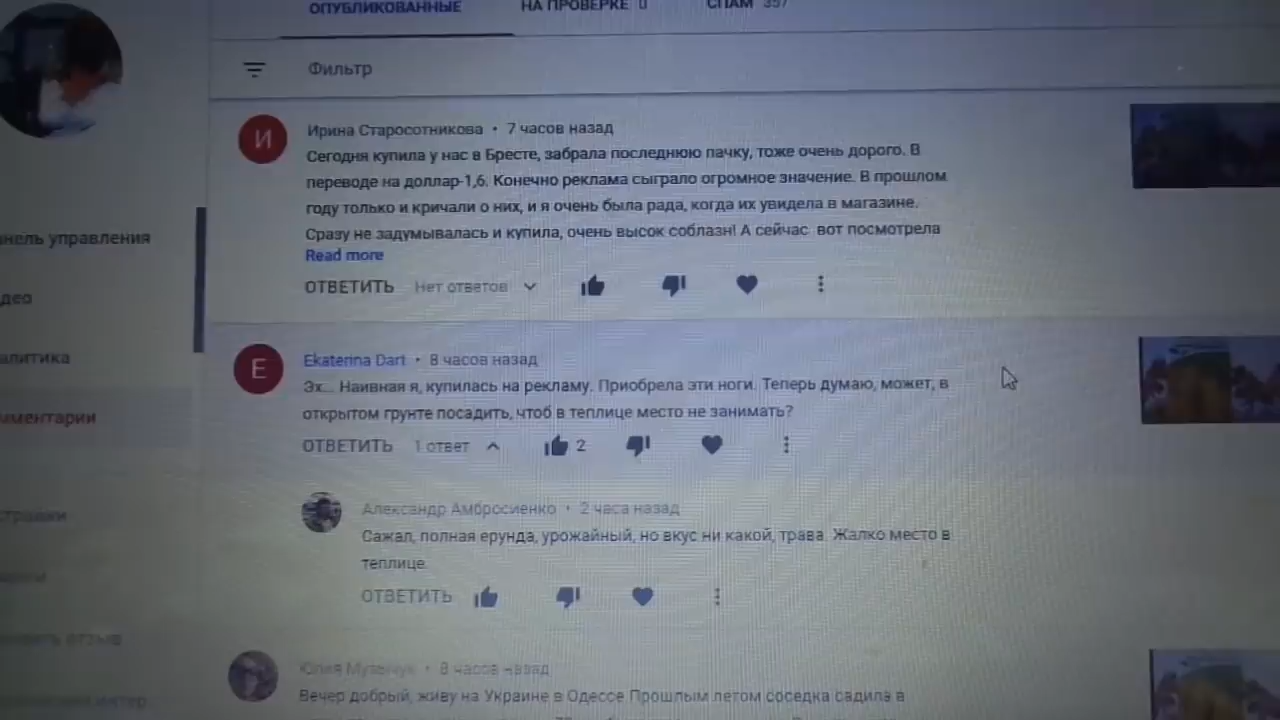 ОПУБЛИКОВАННЫЕ НА ПРОВЕРКЕ 0 СПАМ 357
Фильтр
Ирина Старосотникова • 7 часов назад
Сегодня купила у нас в Бресте, забрала последнюю пачку, тоже очень дорого. В
переводе на доллар-1,6. Конечно реклама сыграло огромное значение. В прошлом
году только и кричали о них, и я очень была рада, когда их увидела в магазине.
Сразу не задумывалась и купила, очень высок соблазн! А сейчас вот посмотрела
Read more
ОТВЕТИТЬ Нет ответов
нель управления
део
алитика
мментарии
Ekaterina Dart • 8 часов назад
Эх... Наивная я, купилась на рекламу. Приобрела эти ноги. Теперь думаю, может, в
открытом грунте посадить, чтоб в теплице место не занимать?
ОТВЕТИТЬ 1 ответ 2
Александр Амбросиенко • 2 часа назад
Сажал, полная ерунда, урожайный, но вкус ни какой, трава. Жалко место в
теплице.
ОТВЕТИТЬ
Юлия • 8 часов назад
Вечер добрый, живу на Украине в Одессе Прошлым летом соседка садила в